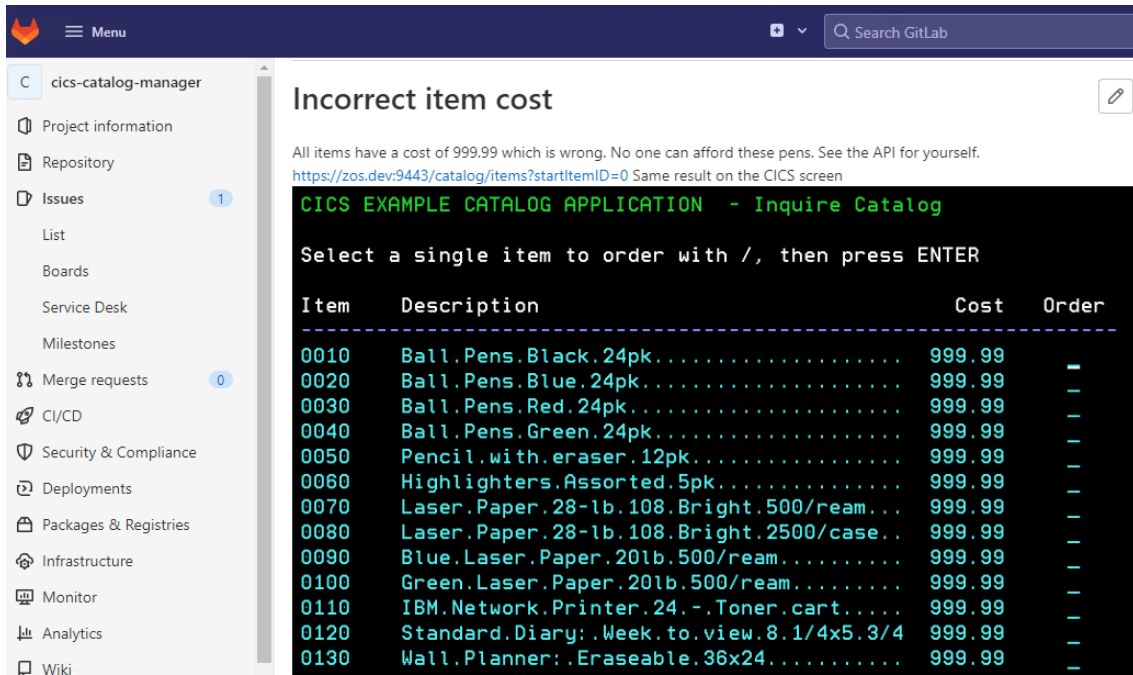 Menu
Search GitLab
C cics-catalog-manager
Project information
Repository
Issues 1
List
Boards
Service Desk
Milestones
Merge requests 0
CI/CD
Security & Compliance
Deployments
Packages & Registries
Infrastructure
Monitor
Analytics
Wiki
Incorrect item cost
All items have a cost of 999.99 which is wrong. No one can afford these pens. See the API for yourself.
https://zos.dev:9443/catalog/items?startItemID=0 Same result on the CICS screen
CICS EXAMPLE CATALOG APPLICATION - Inquire Catalog
Select a single item to order with /, then press ENTER
Item Description Cost Order
-----------------------------------------------------------------
0010 Ball.Pens.Black.24pk.................... 999.99 _
0020 Ball.Pens.Blue.24pk..................... 999.99 _
0030 Ball.Pens.Red.24pk...................... 999.99 _
0040 Ball.Pens.Green.24pk.................... 999.99 _
0050 Pencil.with.eraser.12pk................. 999.99 _
0060 Highlighters.Assorted.5pk............... 999.99 _
0070 Laser.Paper.28-lb.108.Bright.500/ream... 999.99 _
0080 Laser.Paper.28-lb.108.Bright.2500/case.. 999.99 _
0090 Blue.Laser.Paper.20lb.500/ream.......... 999.99 _
0100 Green.Laser.Paper.20lb.500/ream......... 999.99 _
0110 IBM.Network.Printer.24.-.Toner.cart..... 999.99 _
0120 Standard.Diary:.Week.to.view.8.1/4x5.3/4 999.99 _
0130 Wall.Planner:.Eraseable.36x24........... 999.99 _